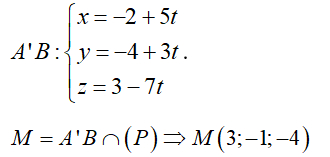 x = −2 + 5t
A'B : { y = −4 + 3t .
z = 3 − 7t
M = A'B ∩ (P) ⇒ M(3; −1; −4)